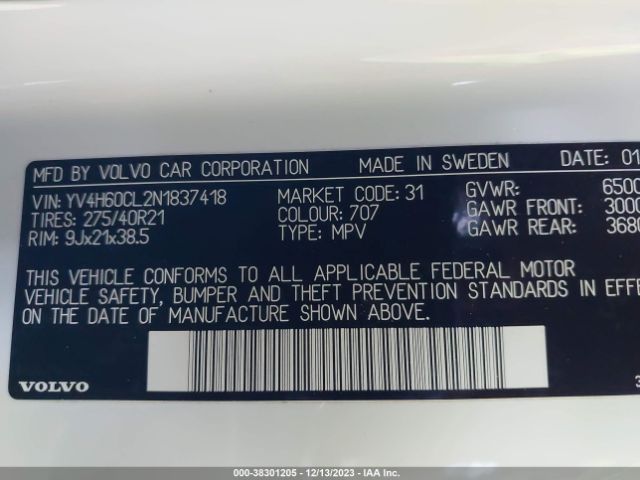 MFD BY VOLVO CAR CORPORATION MADE IN SWEDEN DATE: 01
VIN: YV4H60CL2N1837418 MARKET CODE: 31 GVWR: 6500
TIRES: 275/40R21 COLOUR: 707 GAWR FRONT: 3000
RIM: 9Jx21x38.5 TYPE: MPV GAWR REAR: 3680
THIS VEHICLE CONFORMS TO ALL APPLICABLE FEDERAL MOTOR
VEHICLE SAFETY, BUMPER AND THEFT PREVENTION STANDARDS IN EFFE
ON THE DATE OF MANUFACTURE SHOWN ABOVE.
VOLVO 3
000-38301205 - 12/13/2023 - IAA Inc.